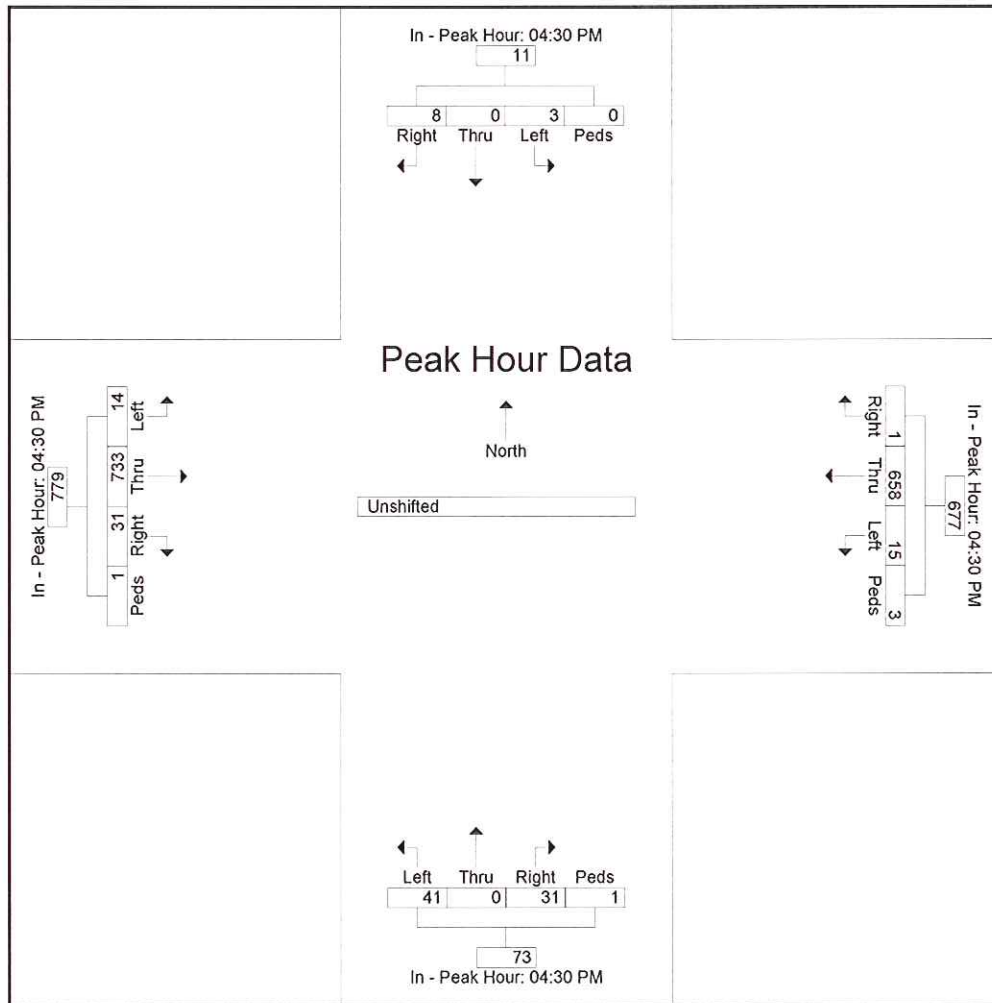 In - Peak Hour: 04:30 PM
11
8 0 3 0
Right Thru Left Peds
Peak Hour Data
North
Unshifted
In - Peak Hour: 04:30 PM
779
14 733 31 1
Left Thru Right Peds
Right Thru Left Peds
1 658 15 3
677
In - Peak Hour: 04:30 PM
Left Thru Right Peds
41 0 31 1
73
In - Peak Hour: 04:30 PM